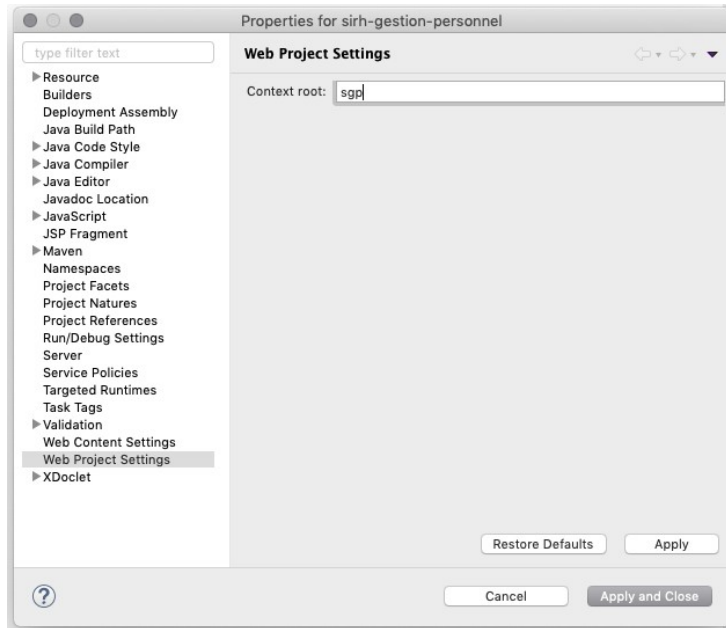 Properties for sirh-gestion-personnel
type filter text
Resource
Builders
Deployment Assembly
Java Build Path
Java Code Style
Java Compiler
Java Editor
Javadoc Location
JavaScript
JSP Fragment
Maven
Namespaces
Project Facets
Project Natures
Project References
Run/Debug Settings
Server
Service Policies
Targeted Runtimes
Task Tags
Validation
Web Content Settings
Web Project Settings
XDoclet
Web Project Settings
Context root: sgp
Restore Defaults Apply
? Cancel Apply and Close